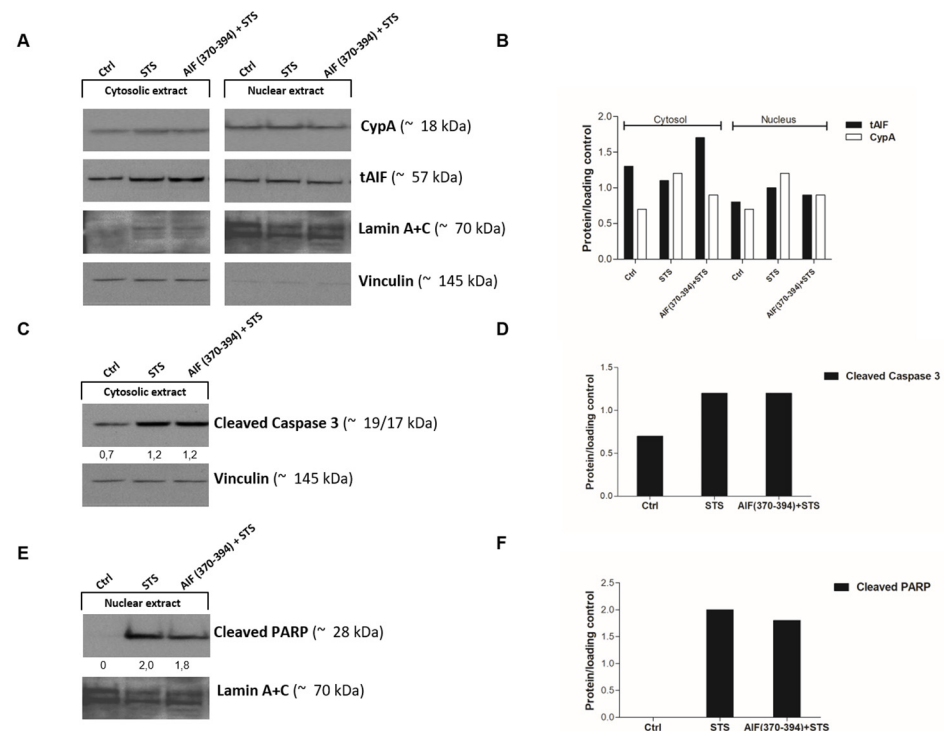 A
Ctrl
STS
AIF (370-394) + STS
Cytosolic extract
Ctrl
STS
AIF (370-394) + STS
Nuclear extract
CypA (~ 18 kDa)
tAIF (~ 57 kDa)
Lamin A+C (~ 70 kDa)
Vinculin (~ 145 kDa)
B
Protein/loading control
2.0
1.5
1.0
0.5
0.0
Cytosol
Nucleus
tAIF
CypA
Ctrl
STS
AIF(370-394)+STS
Ctrl
STS
AIF(370-394)+STS
C
Ctrl
STS
AIF (370-394) + STS
Cytosolic extract
Cleaved Caspase 3 (~ 19/17 kDa)
0,7 1,2 1,2
Vinculin (~ 145 kDa)
D
Protein/loading control
1.5
1.0
0.5
0.0
Cleaved Caspase 3
Ctrl STS AIF(370-394)+STS
E
Ctrl
STS
AIF (370-394) + STS
Nuclear extract
Cleaved PARP (~ 28 kDa)
0 2,0 1,8
Lamin A+C (~ 70 kDa)
F
Protein/loading control
2.5
2.0
1.5
1.0
0.5
0.0
Cleaved PARP
Ctrl STS AIF(370-394)+STS